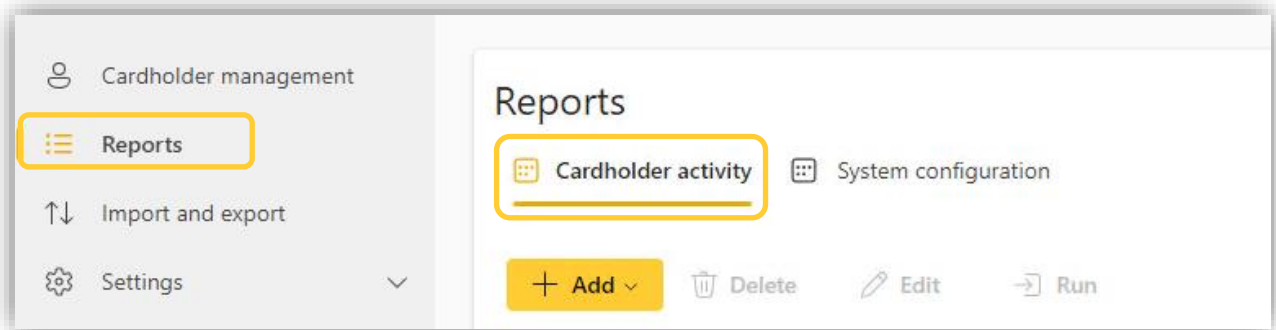 Cardholder management
Reports
Import and export
Settings
Reports
Cardholder activity System configuration
Add Delete Edit Run